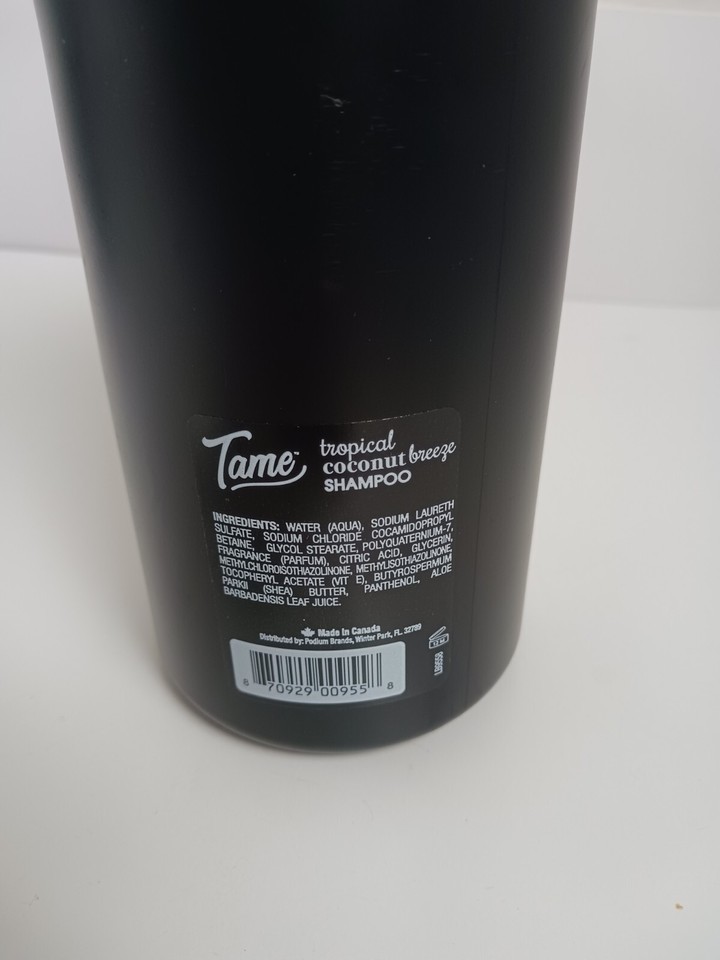 Tame™ tropical
coconut breeze
SHAMPOO
INGREDIENTS: WATER (AQUA), SODIUM LAURETH
SULFATE, SODIUM CHLORIDE COCAMIDOPROPYL
BETAINE, GLYCOL STEARATE, POLYQUATERNIUM-7,
FRAGRANCE (PARFUM), CITRIC ACID, GLYCERIN,
METHYLCHLOROISOTHIAZOLINONE, METHYLISOTHIAZOLINONE,
TOCOPHERYL ACETATE (VIT E), BUTYROSPERMUM
PARKII (SHEA) BUTTER, PANTHENOL, ALOE
BARBADENSIS LEAF JUICE.
Made in Canada
Distributed by: Podium Brands, Winter Park, FL. 32789
8 70929 00955 8